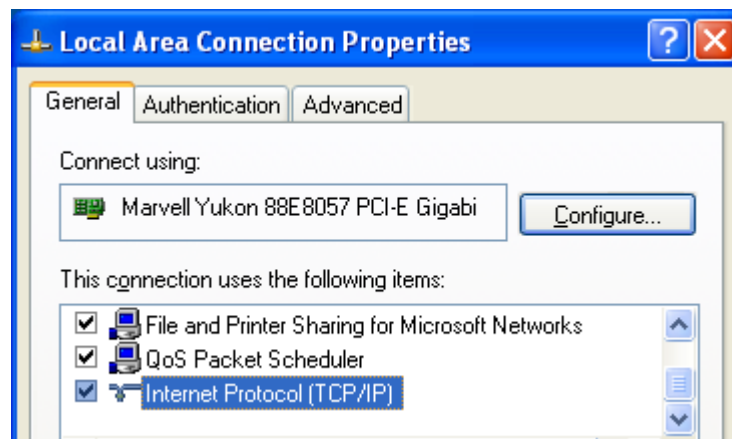 Local Area Connection Properties
General Authentication Advanced
Connect using:
Marvell Yukon 88E8057 PCI-E Gigabi Configure...
This connection uses the following items:
File and Printer Sharing for Microsoft Networks
QoS Packet Scheduler
Internet Protocol (TCP/IP)